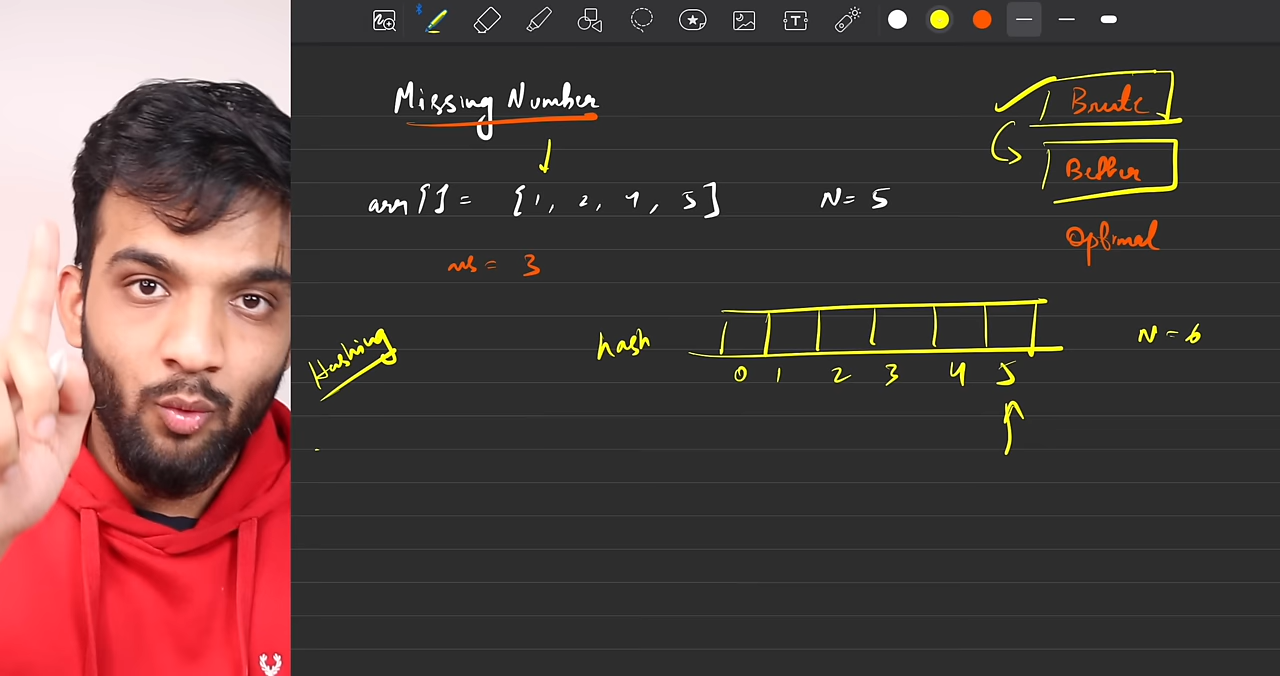 Missing Number
arr[] = {1, 2, 4, 5} N = 5
ans = 3
Brute
Better
Optimal
Hashing
hash
0 1 2 3 4 5
N = 6